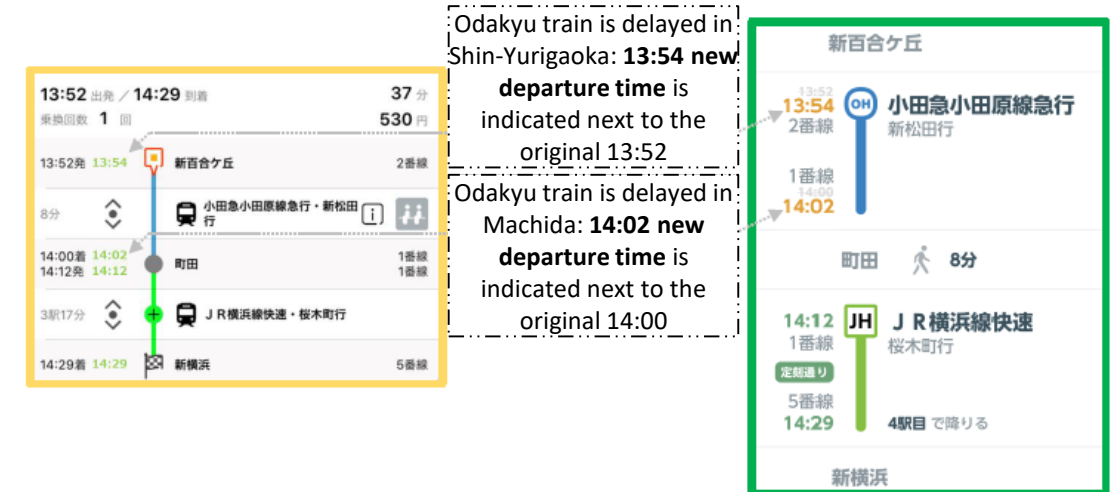 13:52 出発 / 14:29 到着 37 分
乗換回数 1 回 530 円
13:52発 13:54 新百合ケ丘 2番線
8分 小田急小田原線急行・新松田行 i
14:00着 14:02 町田 1番線
14:12発 14:12 1番線
3駅17分 JR横浜線快速・桜木町行
14:29着 14:29 新横浜 5番線
Odakyu train is delayed in
Shin-Yurigaoka: 13:54 new
departure time is
indicated next to the
original 13:52
Odakyu train is delayed in
Machida: 14:02 new
departure time is
indicated next to the
original 14:00
新百合ケ丘
13:52
13:54 OH 小田急小田原線急行
2番線 新松田行
1番線
14:00
14:02
町田 8分
14:12 JH JR横浜線快速
1番線 桜木町行
定刻通り
5番線
14:29 4駅目 で降りる
新横浜